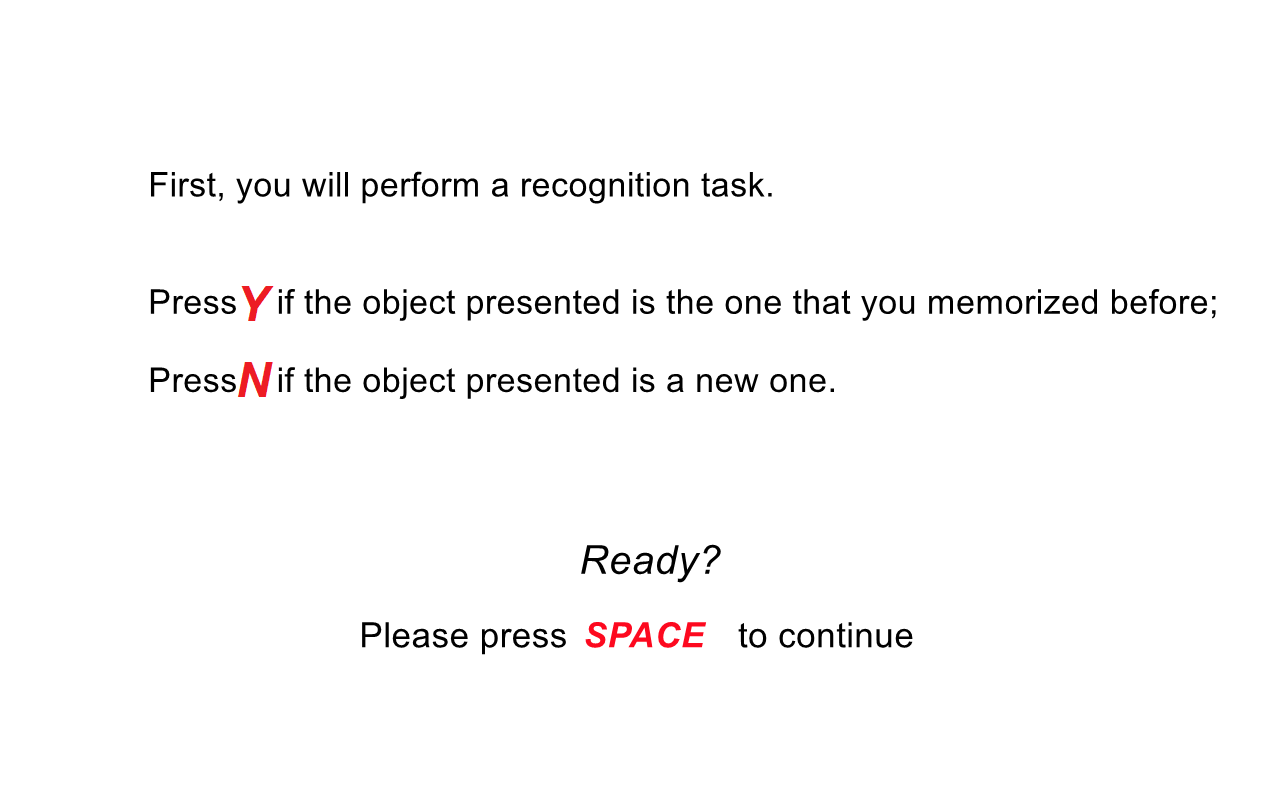 First, you will perform a recognition task.
Press Y if the object presented is the one that you memorized before;
Press N if the object presented is a new one.
Ready?
Please press SPACE to continue